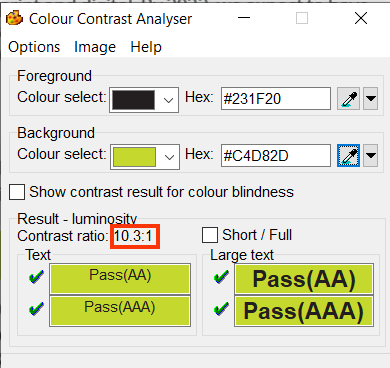 Colour Contrast Analyser
Options Image Help
Foreground
Colour select: Hex: #231F20
Background
Colour select: Hex: #C4D82D
Show contrast result for colour blindness
Result - luminosity
Contrast ratio: 10.3:1 Short / Full
Text Large text
Pass(AA) Pass(AA)
Pass(AAA) Pass(AAA)